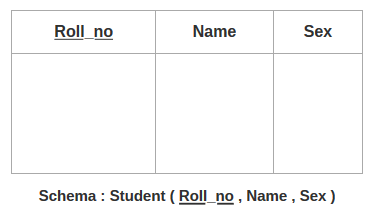 Roll_no Name Sex
Schema : Student ( Roll_no , Name , Sex )